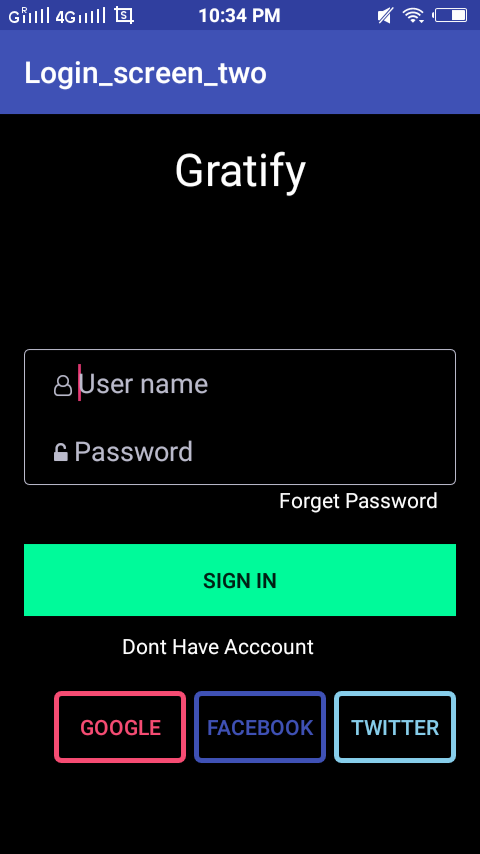 G R 4G S 10:34 PM
Login_screen_two
Gratify
User name
Password
Forget Password
SIGN IN
Dont Have Acccount
GOOGLE FACEBOOK TWITTER